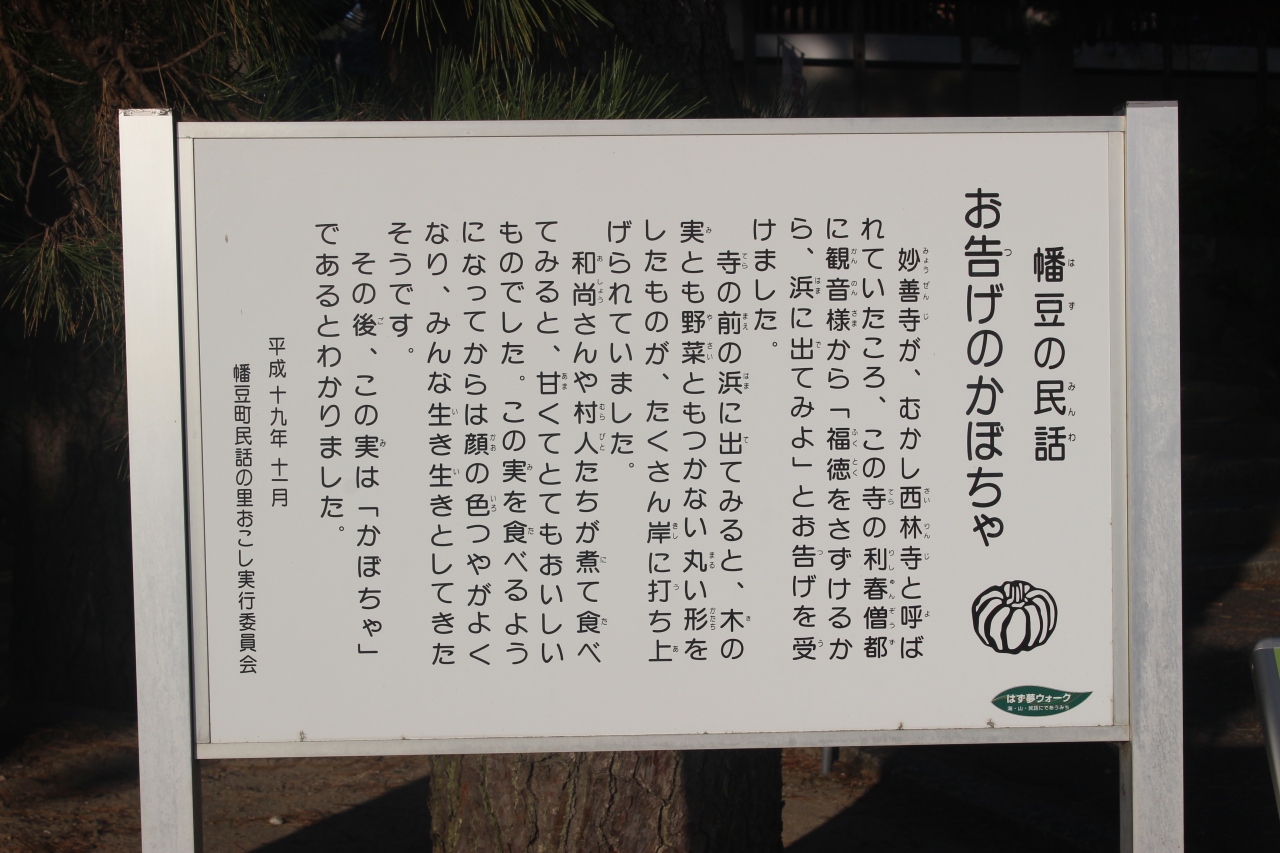 幡豆の民話
お告げのかぼちゃ
妙善寺が、むかし西林寺と呼ば
れていたころ、この寺の利春僧都
に観音様から「福徳をさずけるか
ら、浜に出てみよ」とお告げを受
けました。
寺の前の浜に出てみると、木の
実とも野菜ともつかない丸い形を
したものが、たくさん岸に打ち上
げられていました。
和尚さんや村人たちが煮て食べ
てみると、甘くてとてもおいしい
ものでした。この実を食べるよう
になってからは顔の色つやがよく
なり、みんな生き生きとしてきた
そうです。
その後、この実は「かぼちゃ」
であるとわかりました。
平成十九年十一月
幡豆町民話の里おこし実行委員会
はず夢ウォーク
海・山・民話にであうみち